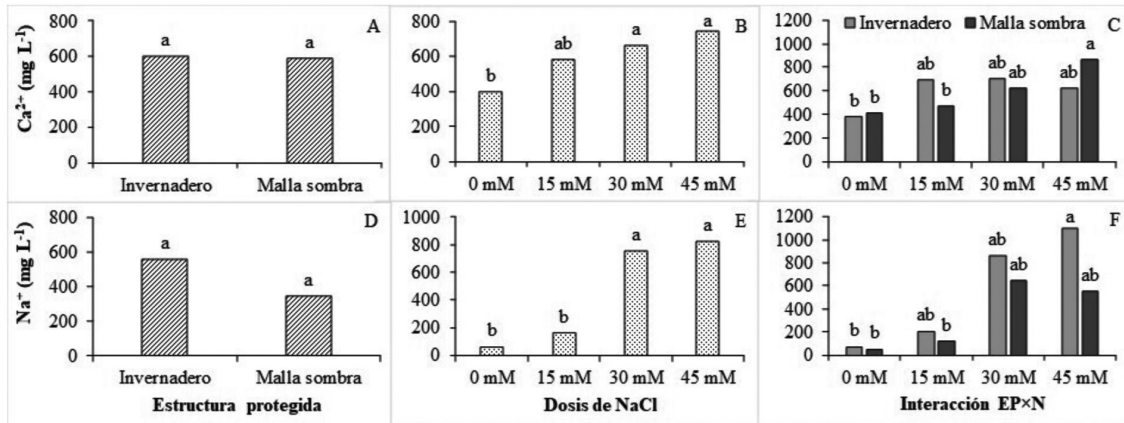 A
Ca²⁺ (mg L⁻¹)
800
600
400
200
0
a
a
Invernadero
Malla sombra
B
800
600
400
200
0
b
ab
a
a
0 mM
15 mM
30 mM
45 mM
C
Invernadero
Malla sombra
1200
1000
800
600
400
200
0
b
b
ab
b
ab
ab
ab
a
0 mM
15 mM
30 mM
45 mM
D
Na⁺ (mg L⁻¹)
800
600
400
200
0
a
a
Invernadero
Malla sombra
Estructura protegida
E
1000
800
600
400
200
0
b
b
a
a
0 mM
15 mM
30 mM
45 mM
Dosis de NaCl
F
1200
1000
800
600
400
200
0
b
b
ab
b
ab
ab
a
ab
0 mM
15 mM
30 mM
45 mM
Interacción EP×N